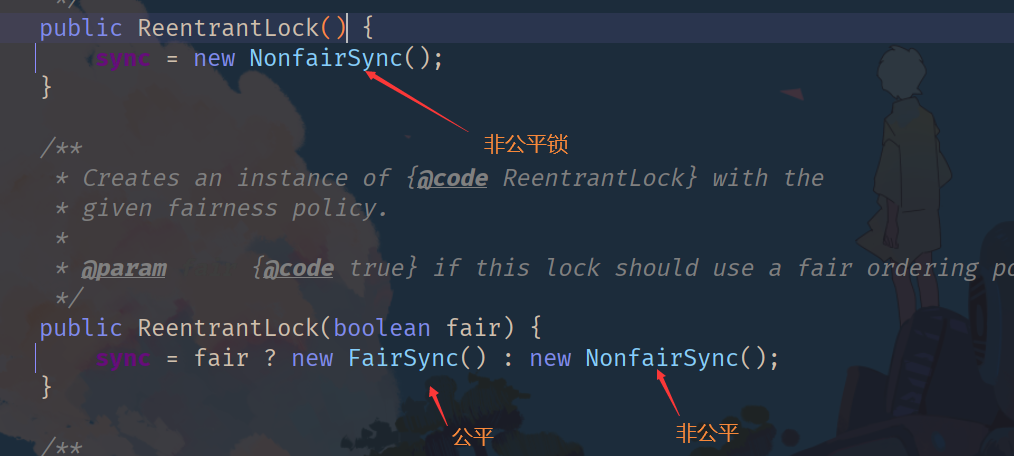 */
public ReentrantLock() {
sync = new NonfairSync();
}
非公平锁
/**
* Creates an instance of {@code ReentrantLock} with the
* given fairness policy.
*
* @param {@code true} if this lock should use a fair ordering po
*/
public ReentrantLock(boolean fair) {
sync = fair ? new FairSync() : new NonfairSync();
}
公平
非公平
/**